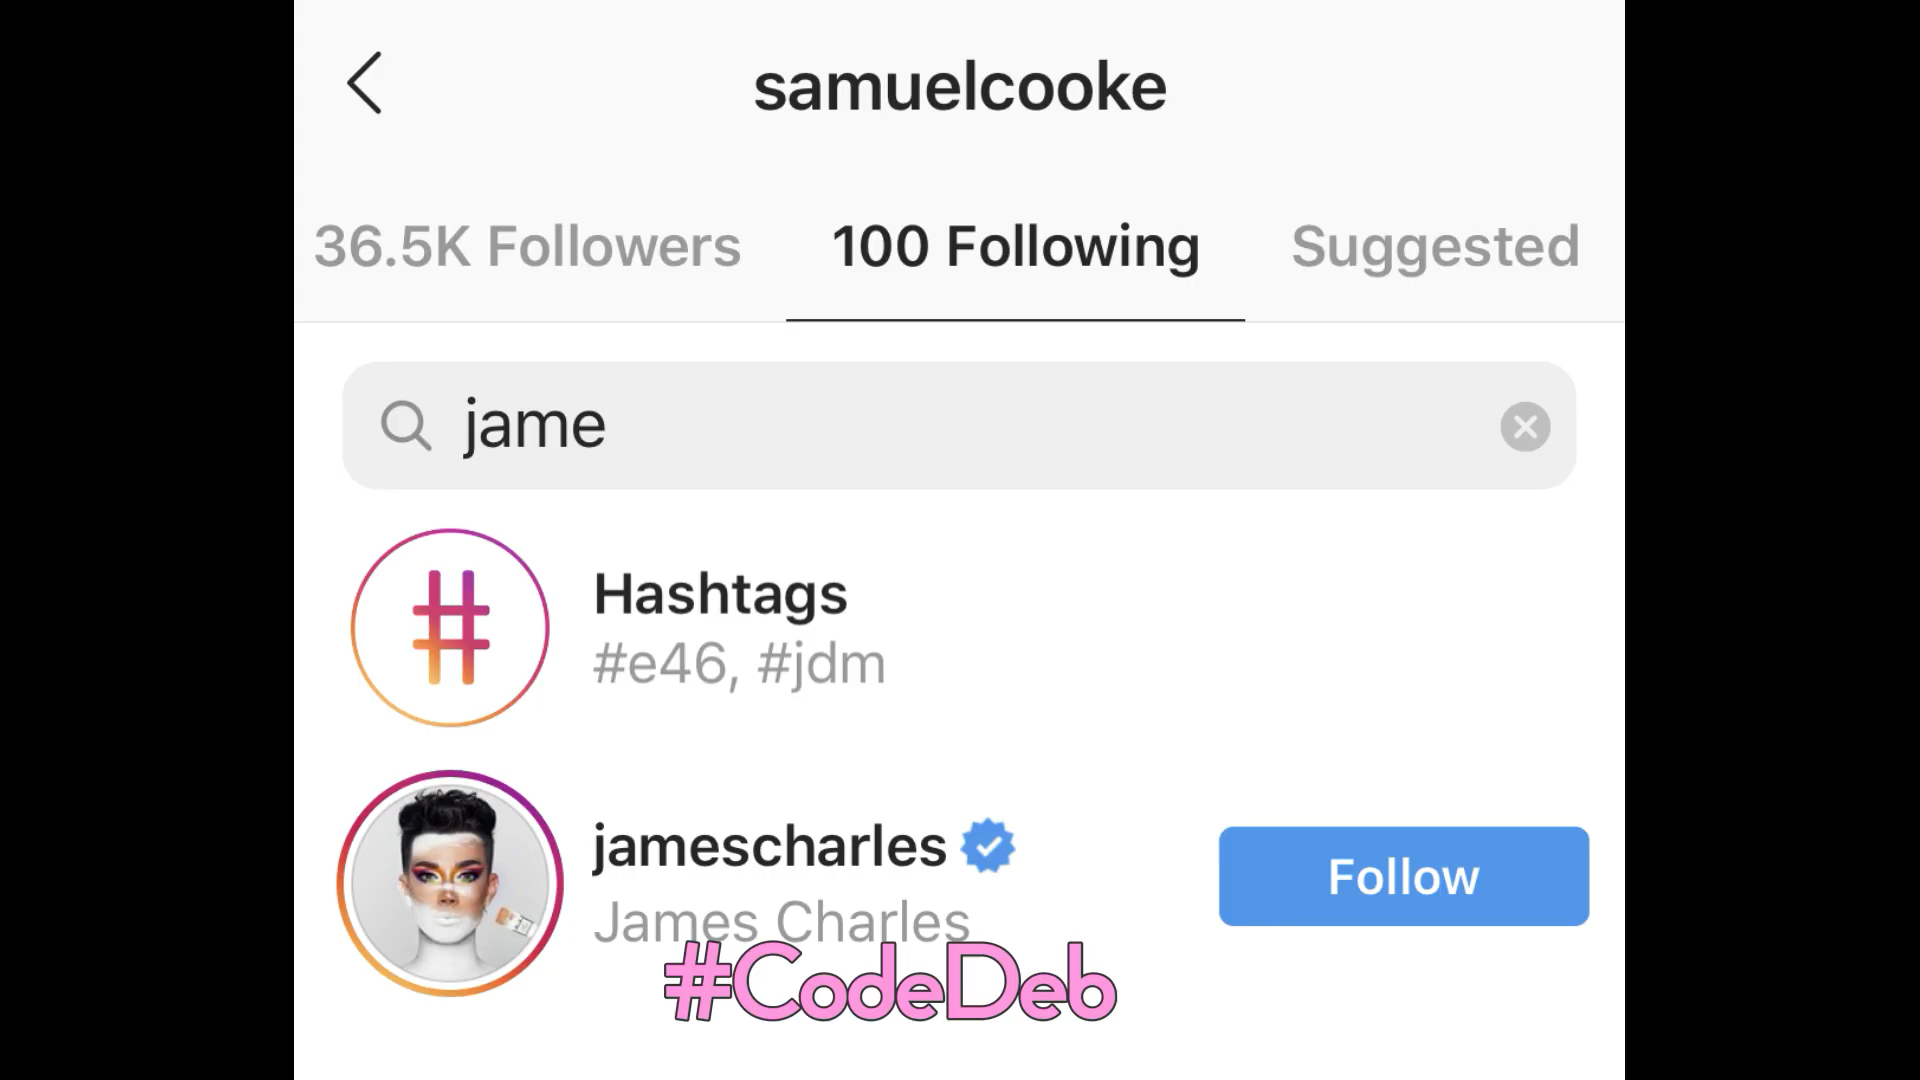 samuelcooke
36.5K Followers 100 Following Suggested
jame
Hashtags
#e46, #jdm
jamescharles
Follow
James Charles
#CodeDeb